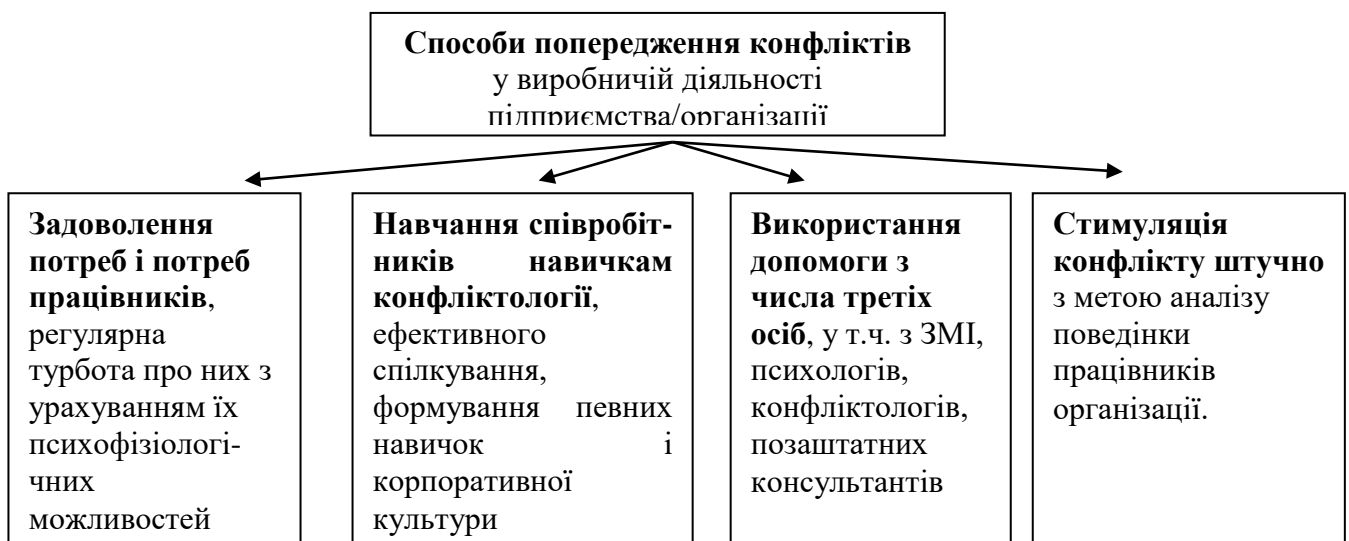 Способи попередження конфліктів
у виробничій діяльності
підприємства/організації
Задоволення
потреб і потреб
працівників,
регулярна
турбота про них з
урахуванням їх
психофізіологі-
чних
можливостей
Навчання співробіт-
ників навичкам
конфліктології,
ефективного
спілкування,
формування певних
навичок і
корпоративної
культури
Використання
допомоги з
числа третіх
осіб, у т.ч. з ЗМІ,
психологів,
конфліктологів,
позаштатних
консультантів
Стимуляція
конфлікту штучно
з метою аналізу
поведінки
працівників
організації.